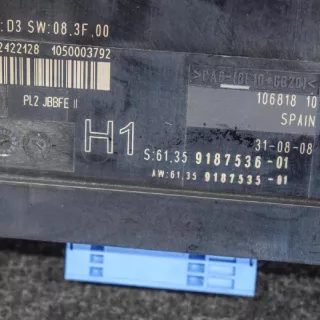 : D3 SW:08.3F.00
2422128 1050003792
PL2 JBBFE II
106818 10
SPAIN
H1
31-08-08
S:61.35 9187536-01
AW:61.35 9187535-01